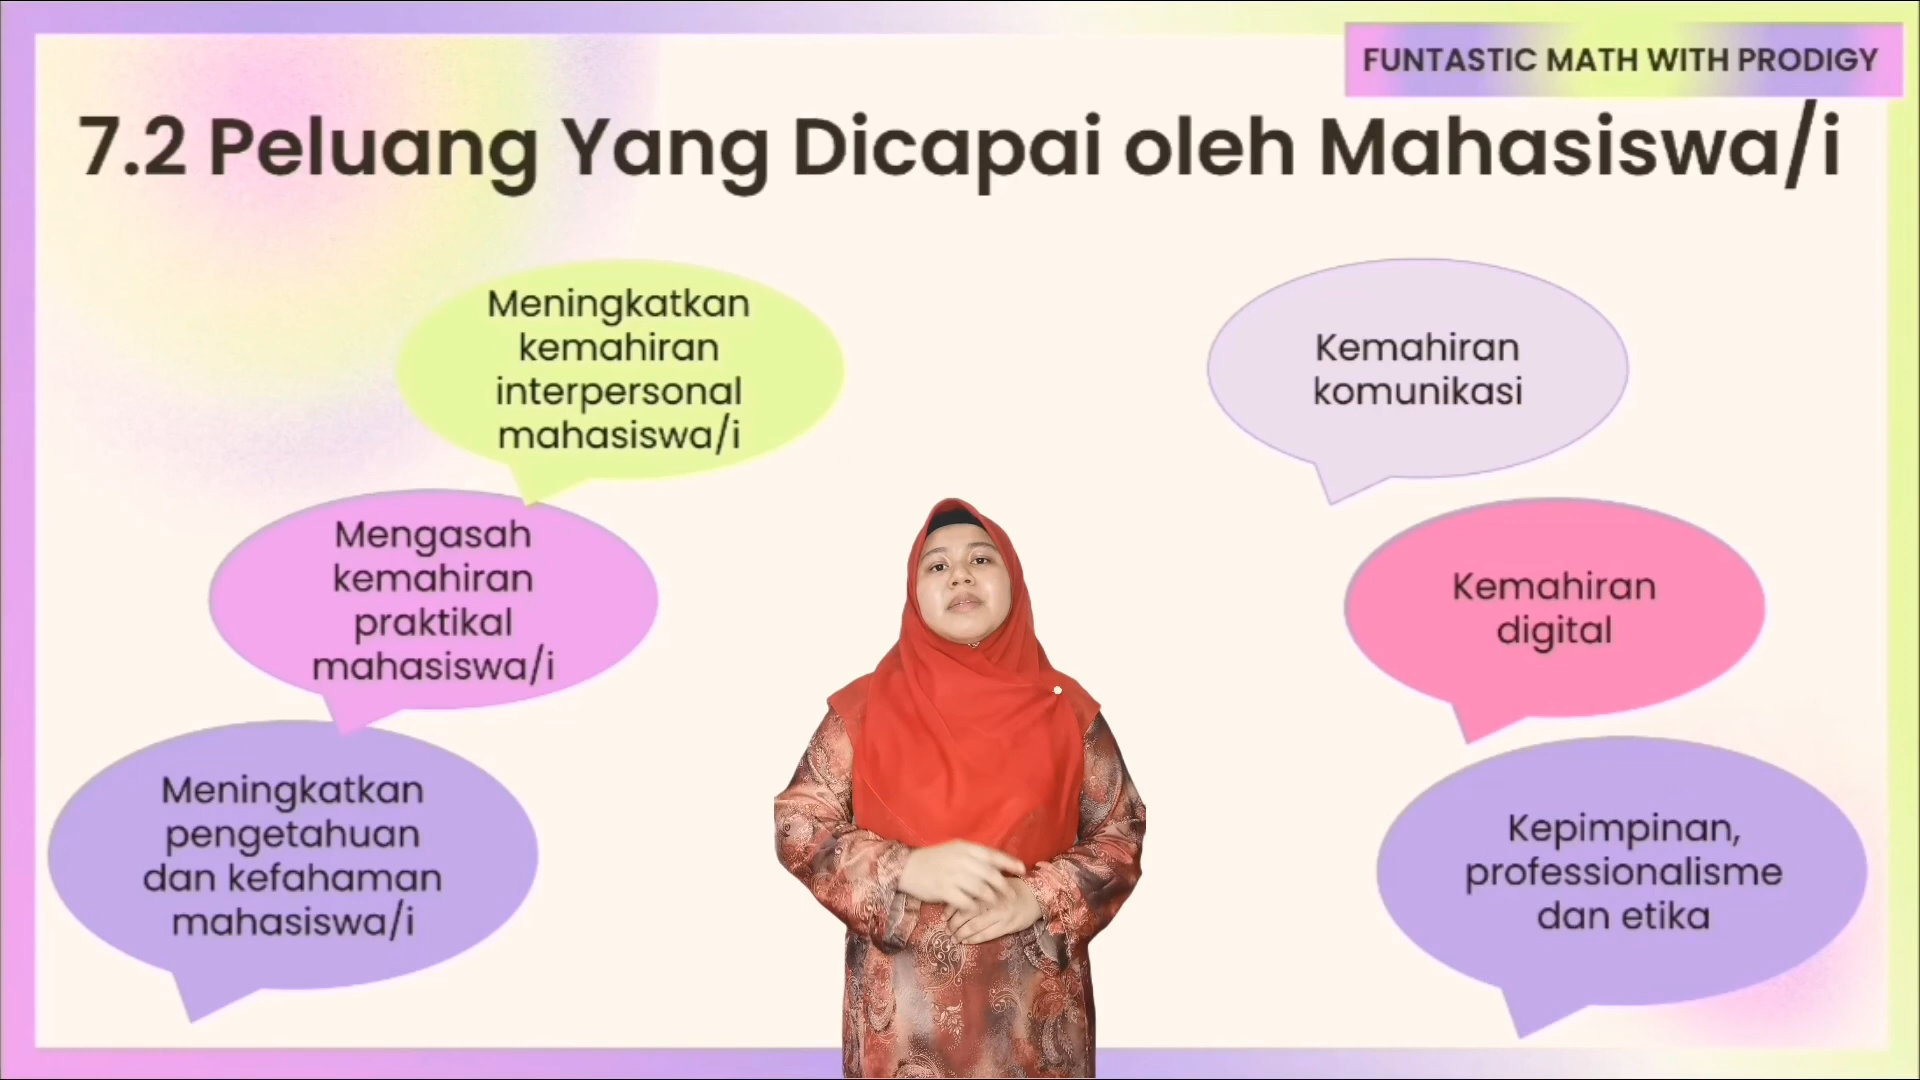 FUNTASTIC MATH WITH PRODIGY
7.2 Peluang Yang Dicapai oleh Mahasiswa/i
Meningkatkan
kemahiran
interpersonal
mahasiswa/i
Mengasah
kemahiran
praktikal
mahasiswa/i
Meningkatkan
pengetahuan
dan kefahaman
mahasiswa/i
Kemahiran
komunikasi
Kemahiran
digital
Kepimpinan,
professionalisme
dan etika